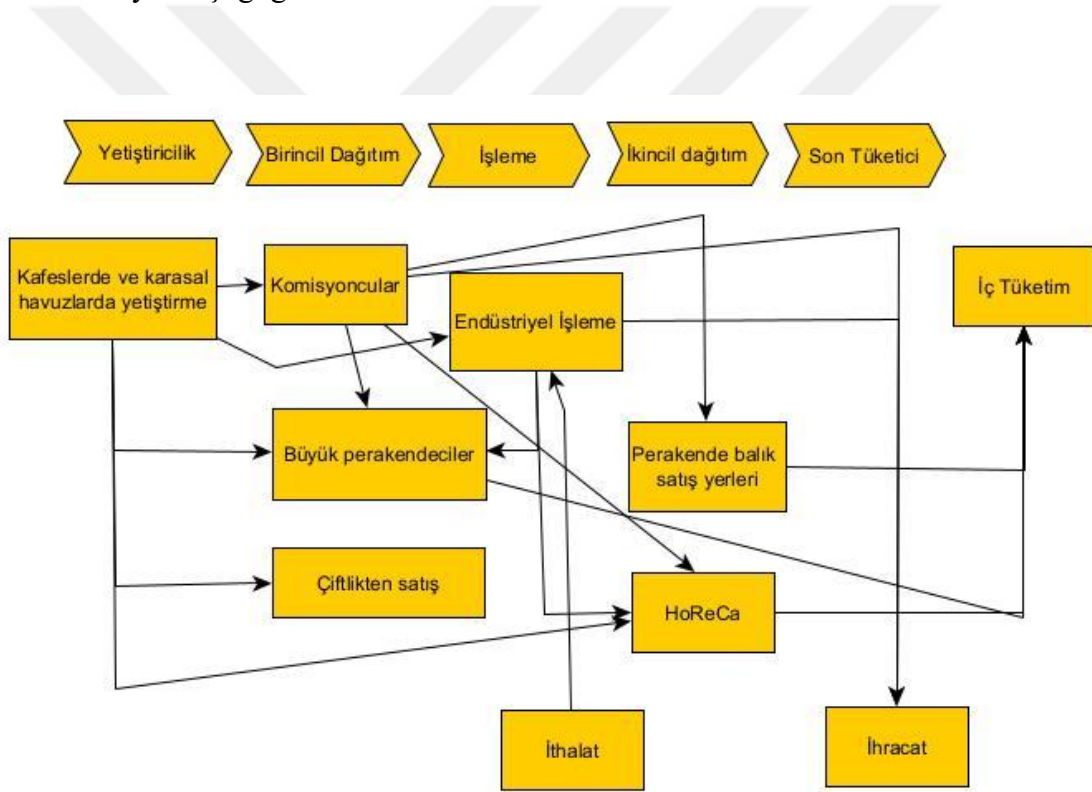 Yetiştiricilik
Birincil Dağıtım
İşleme
İkincil dağıtım
Son Tüketici
Kafeslerde ve karasal
havuzlarda yetiştirme
Komisyoncular
Endüstriyel İşleme
İç Tüketim
Büyük perakendeciler
Perakende balık
satış yerleri
Çiftlikten satış
HoReCa
İthalat
İhracat